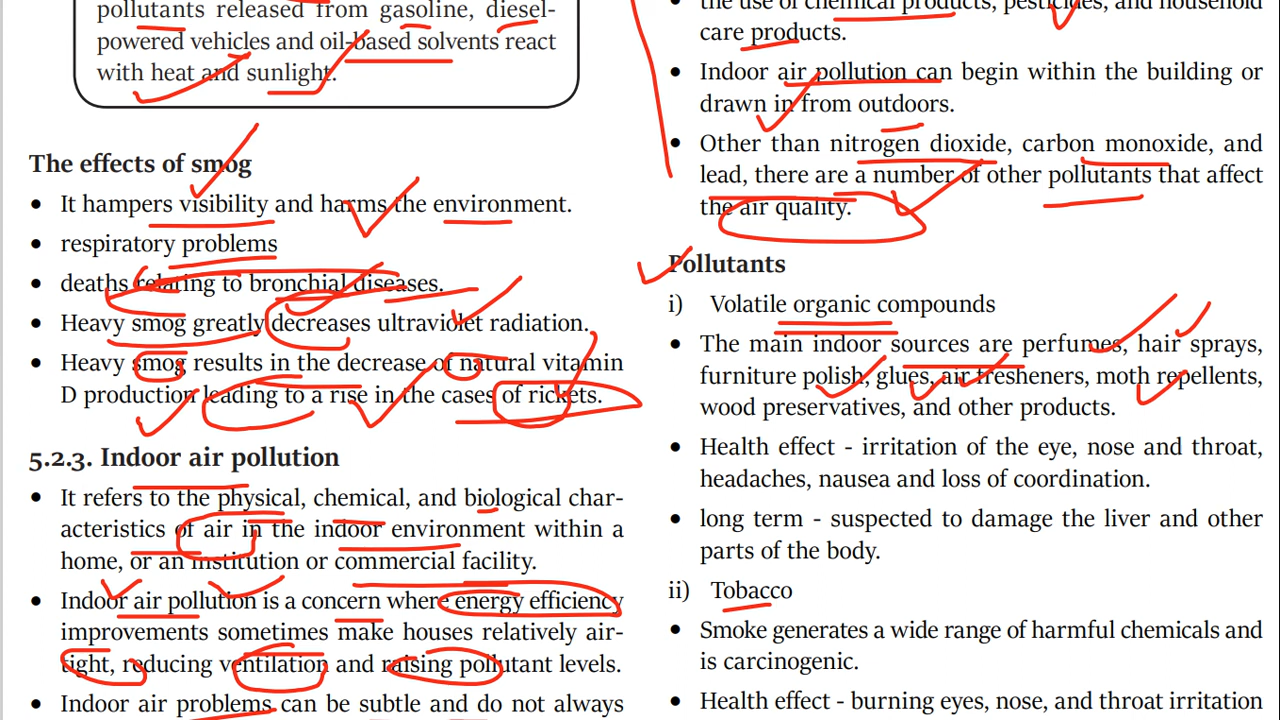 pollutants released from gasoline, diesel-
powered vehicles and oil-based solvents react
with heat and sunlight.
The effects of smog
• It hampers visibility and harms the environment.
• respiratory problems
• deaths relating to bronchial diseases.
• Heavy smog greatly decreases ultraviolet radiation.
• Heavy smog results in the decrease of natural vitamin
D production leading to a rise in the cases of rickets.
5.2.3. Indoor air pollution
• It refers to the physical, chemical, and biological char-
acteristics of air in the indoor environment within a
home, or an institution or commercial facility.
• Indoor air pollution is a concern where energy efficiency
improvements sometimes make houses relatively air-
tight, reducing ventilation and raising pollutant levels.
• Indoor air problems can be subtle and do not always
• the use of chemical products, pesticides, and household
care products.
• Indoor air pollution can begin within the building or
drawn in from outdoors.
• Other than nitrogen dioxide, carbon monoxide, and
lead, there are a number of other pollutants that affect
the air quality.
Pollutants
i) Volatile organic compounds
• The main indoor sources are perfumes, hair sprays,
furniture polish, glues, air fresheners, moth repellents,
wood preservatives, and other products.
• Health effect - irritation of the eye, nose and throat,
headaches, nausea and loss of coordination.
• long term - suspected to damage the liver and other
parts of the body.
ii) Tobacco
• Smoke generates a wide range of harmful chemicals and
is carcinogenic.
• Health effect - burning eyes, nose, and throat irritation